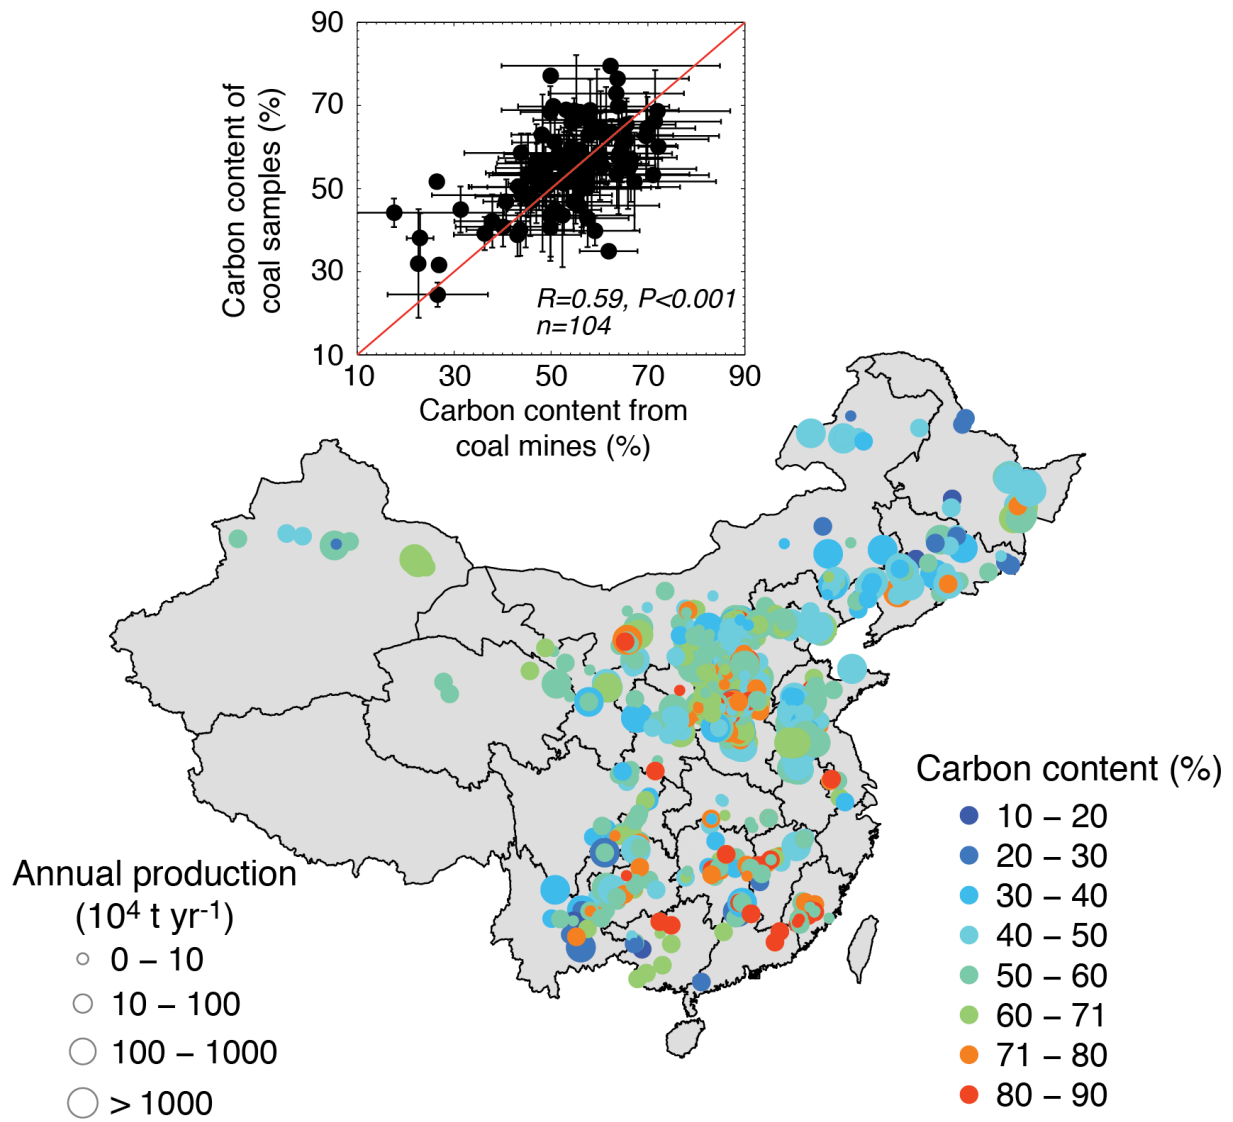 90
70
50
30
10
Carbon content of
coal samples (%)
R=0.59, P<0.001
n=104
10 30 50 70 90
Carbon content from
coal mines (%)
Annual production
(10⁴ t yr⁻¹)
0 – 10
10 – 100
100 – 1000
> 1000
Carbon content (%)
10 – 20
20 – 30
30 – 40
40 – 50
50 – 60
60 – 71
71 – 80
80 – 90